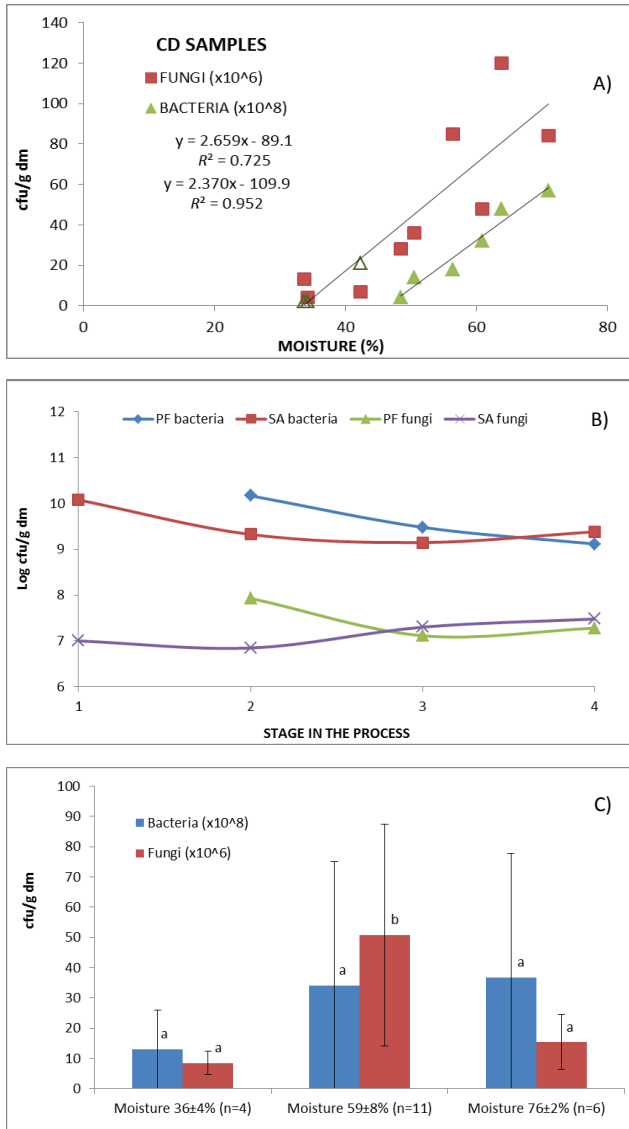 CD SAMPLES
A)
FUNGI (x10^6)
BACTERIA (x10^8)
y = 2.659x - 89.1
R² = 0.725
y = 2.370x - 109.9
R² = 0.952
cfu/g dm
140
120
100
80
60
40
20
0
0 20 40 60 80
MOISTURE (%)
PF bacteria SA bacteria PF fungi SA fungi
B)
Log cfu/g dm
12
11
10
9
8
7
6
1 2 3 4
STAGE IN THE PROCESS
C)
Bacteria (x10^8)
Fungi (x10^6)
cfu/g dm
100
90
80
70
60
50
40
30
20
10
0
a a a b a a
Moisture 36±4% (n=4) Moisture 59±8% (n=11) Moisture 76±2% (n=6)